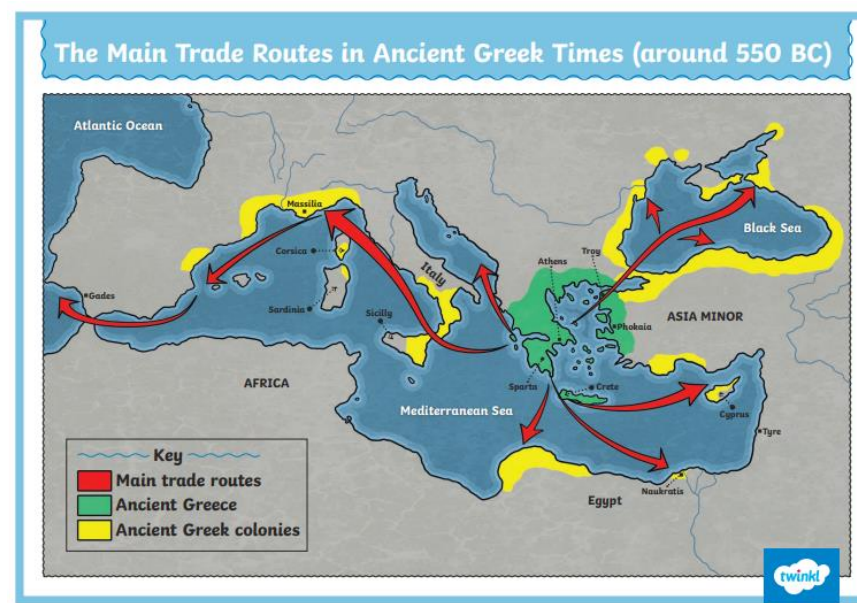 The Main Trade Routes in Ancient Greek Times (around 550 BC)
Atlantic Ocean
Massilia
Corsica
Italy
Athens
Troy
Black Sea
Gades
Sardinia
Sicilly
Phokaia
ASIA MINOR
AFRICA
Sparta
Crete
Mediterranean Sea
Cyprus
Tyre
Key
Main trade routes
Ancient Greece
Ancient Greek colonies
Egypt
Naukratis
twinkl